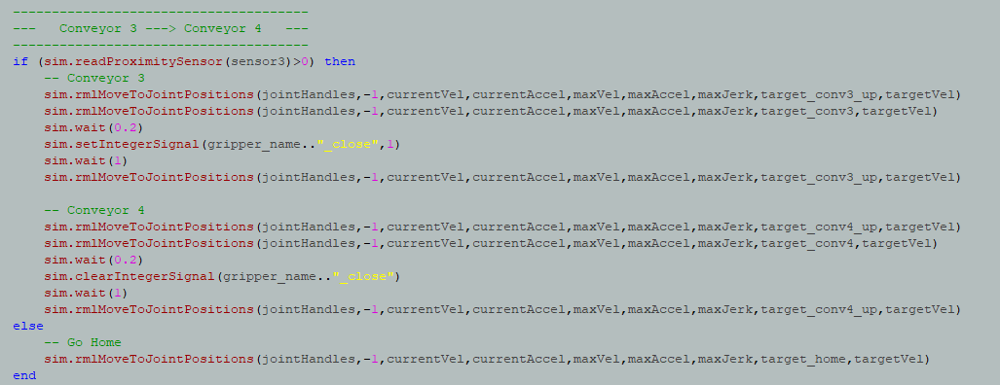 --------------------------------------
---   Conveyor 3 ---> Conveyor 4   ---
--------------------------------------
if (sim.readProximitySensor(sensor3)>0) then
    -- Conveyor 3
    sim.rmlMoveToJointPositions(jointHandles,-1,currentVel,currentAccel,maxVel,maxAccel,maxJerk,target_conv3_up,targetVel)
    sim.rmlMoveToJointPositions(jointHandles,-1,currentVel,currentAccel,maxVel,maxAccel,maxJerk,target_conv3,targetVel)
    sim.wait(0.2)
    sim.setIntegerSignal(gripper_name.."_close",1)
    sim.wait(1)
    sim.rmlMoveToJointPositions(jointHandles,-1,currentVel,currentAccel,maxVel,maxAccel,maxJerk,target_conv3_up,targetVel)

    -- Conveyor 4
    sim.rmlMoveToJointPositions(jointHandles,-1,currentVel,currentAccel,maxVel,maxAccel,maxJerk,target_conv4_up,targetVel)
    sim.rmlMoveToJointPositions(jointHandles,-1,currentVel,currentAccel,maxVel,maxAccel,maxJerk,target_conv4,targetVel)
    sim.wait(0.2)
    sim.clearIntegerSignal(gripper_name.."_close")
    sim.wait(1)
    sim.rmlMoveToJointPositions(jointHandles,-1,currentVel,currentAccel,maxVel,maxAccel,maxJerk,target_conv4_up,targetVel)
else
    -- Go Home
    sim.rmlMoveToJointPositions(jointHandles,-1,currentVel,currentAccel,maxVel,maxAccel,maxJerk,target_home,targetVel)
end